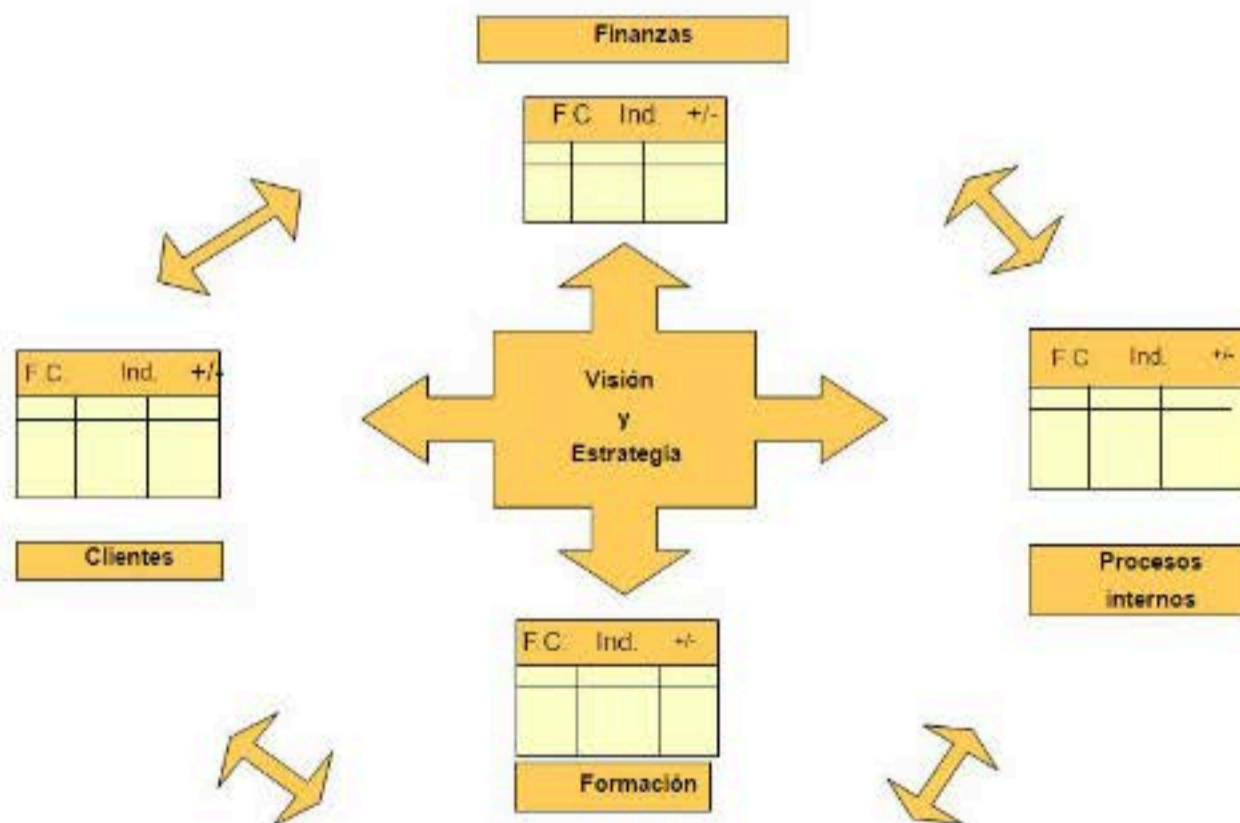 Finanzas
F.C Ind. +/-
F.C. Ind. +/-
Visión
y
Estrategia
F.C Ind. +/-
Clientes
Procesos
internos
F.C. Ind. +/-
Formación